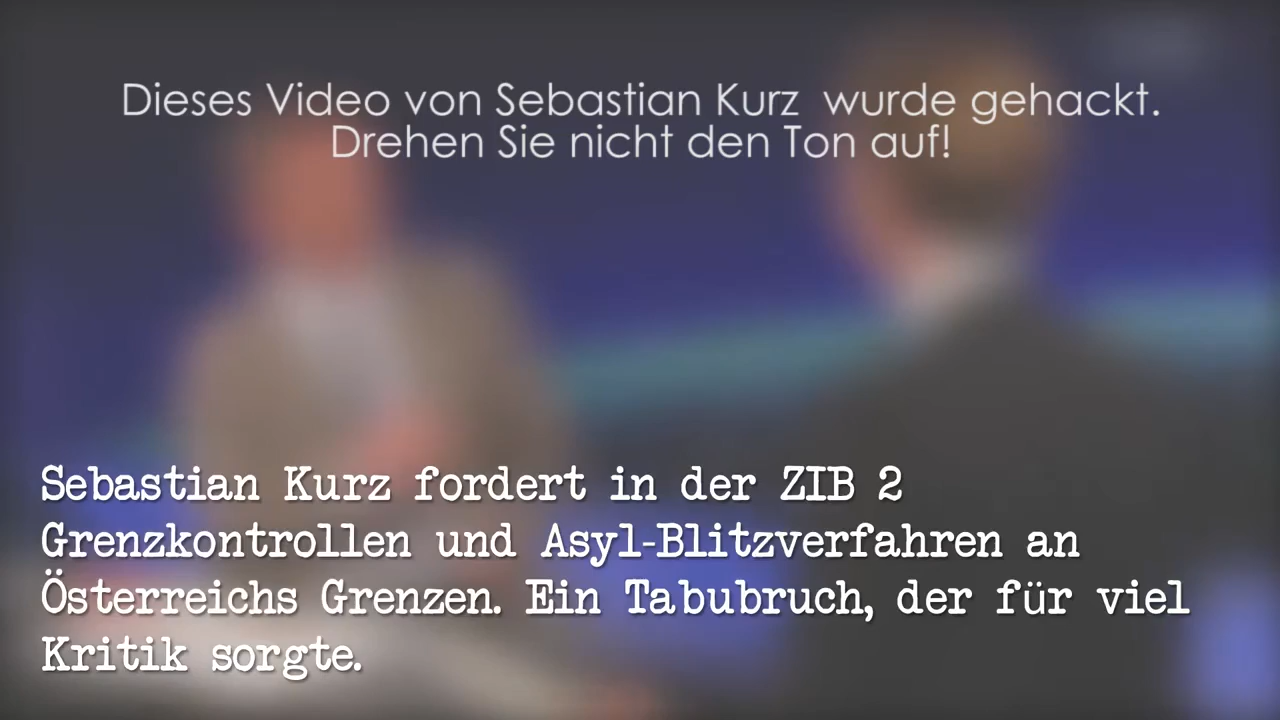 Dieses Video von Sebastian Kurz wurde gehackt.
Drehen Sie nicht den Ton auf!
Sebastian Kurz fordert in der ZIB 2
Grenzkontrollen und Asyl-Blitzverfahren an
Österreichs Grenzen. Ein Tabubruch, der für viel
Kritik sorgte.